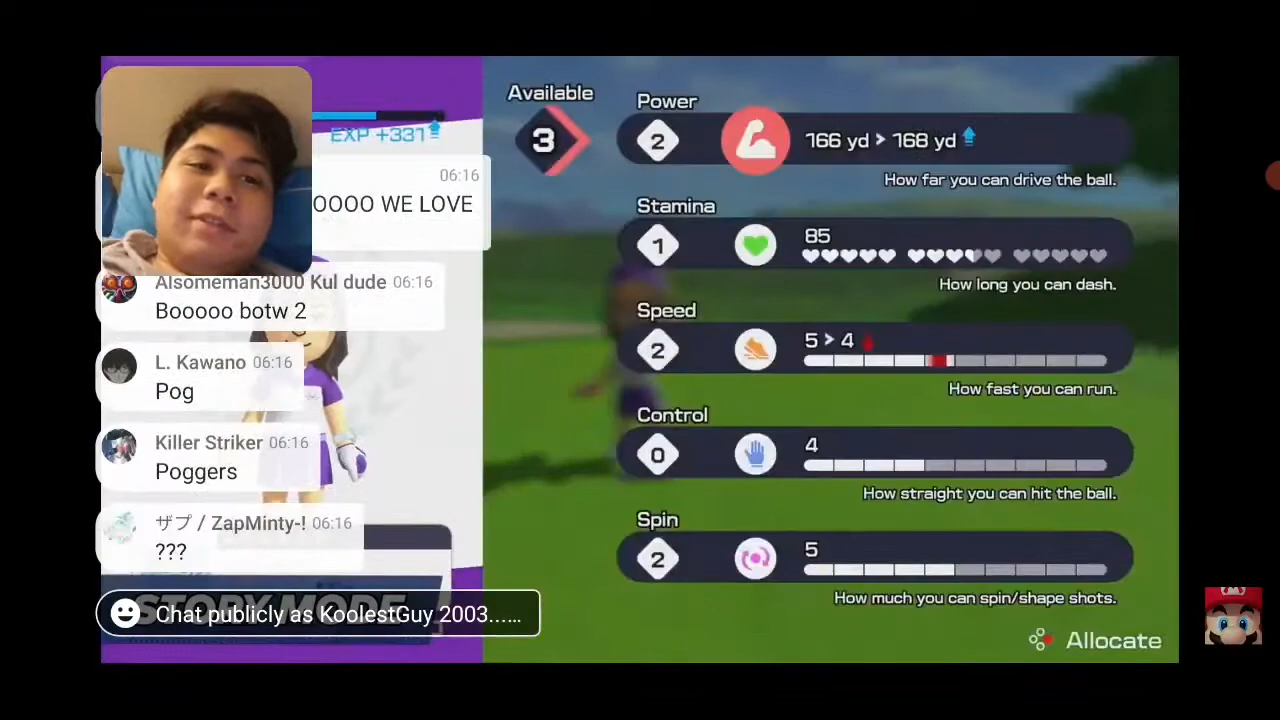 EXP +331
06:16
OOOO WE LOVE
Alsomeman3000 Kul dude 06:16
Booooo botw 2
L. Kawano 06:16
Pog
Killer Striker 06:16
Poggers
ザプ / ZapMinty-! 06:16
???
STORY MODE
Chat publicly as KoolestGuy 2003...…
Available
3
Power
2
166 yd > 168 yd
How far you can drive the ball.
Stamina
1
85
How long you can dash.
Speed
2
5 > 4
How fast you can run.
Control
0
4
How straight you can hit the ball.
Spin
2
5
How much you can spin/shape shots.
Allocate
M